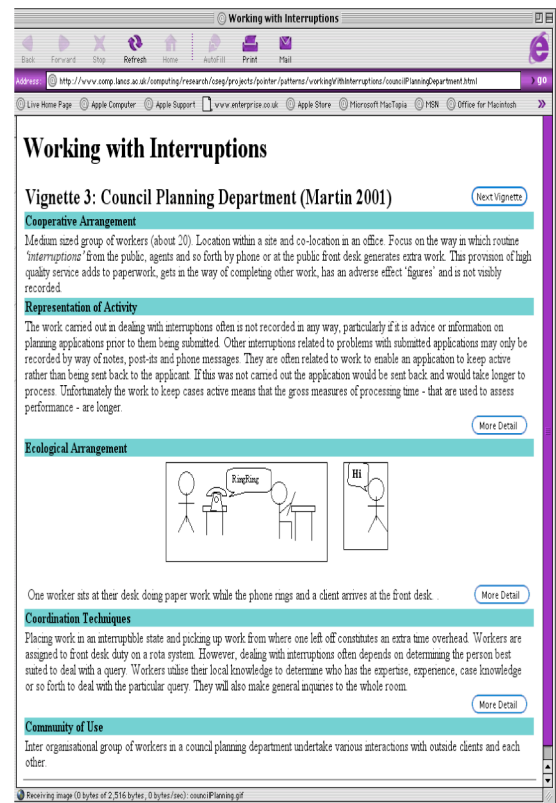 Working with Interruptions
Back Forward Stop Refresh Home AutoFill Print Mail
Address: http://www.comp.lancs.ac.uk/computing/research/cseg/projects/pointer/patterns/workingWithInterruptions/councilPlanningDepartment.html go
Live Home Page Apple Computer Apple Support www.enterprise.co.uk Apple Store Microsoft MacTopia MSN Office for Macintosh
Working with Interruptions
Vignette 3: Council Planning Department (Martin 2001) Next Vignette
Cooperative Arrangement
Medium sized group of workers (about 20). Location within a site and co-location in an office. Focus on the way in which routine
'interruptions' from the public, agents and so forth by phone or at the public front desk generates extra work. This provision of high
quality service adds to paperwork, gets in the way of completing other work, has an adverse effect 'figures' and is not visibly
recorded.
Representation of Activity
The work carried out in dealing with interruptions often is not recorded in any way, particularly if it is advice or information on
planning applications prior to them being submitted. Other interruptions related to problems with submitted applications may only be
recorded by way of notes, post-its and phone messages. They are often related to work to enable an application to keep active
rather than being sent back to the applicant. If this was not carried out the application would be sent back and would take longer to
process. Unfortunately the work to keep cases active means that the gross measures of processing time - that are used to assess
performance - are longer.
More Detail
Ecological Arrangement
RingRing
Hi
One worker sits at their desk doing paper work while the phone rings and a client arrives at the front desk. . More Detail
Coordination Techniques
Placing work in an interruptible state and picking up work from where one left off constitutes an extra time overhead. Workers are
assigned to front desk duty on a rota system. However, dealing with interruptions often depends on determining the person best
suited to deal with a query. Workers utilise their local knowledge to determine who has the expertise, experience, case knowledge
or so forth to deal with the particular query. They will also make general inquires to the whole room.
More Detail
Community of Use
Inter organisational group of workers in a council planning department undertake various interactions with outside clients and each
other.
Receiving image (0 bytes of 2,516 bytes, 0 bytes/sec): councilPlanning.gif